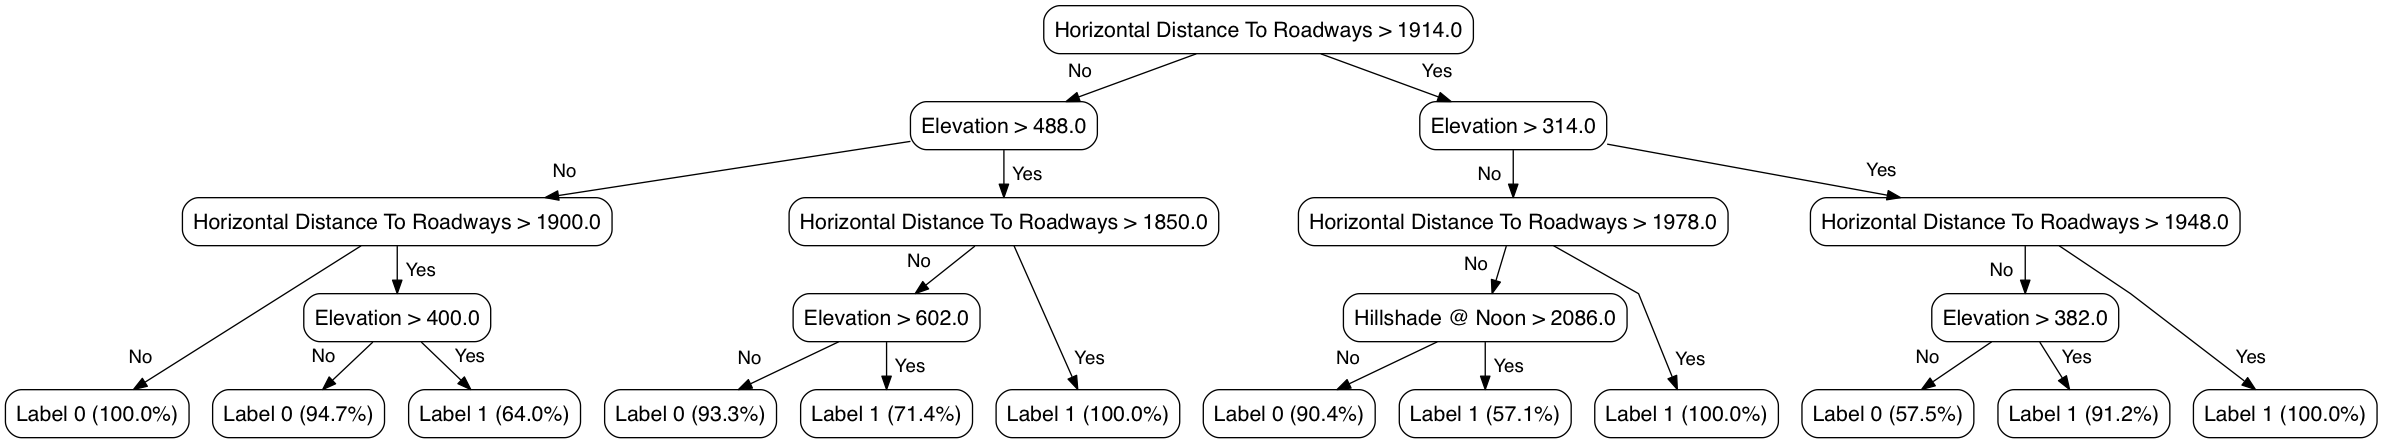 Horizontal Distance To Roadways > 1914.0
No
Yes
Elevation > 488.0
Elevation > 314.0
No
Yes
No
Yes
Horizontal Distance To Roadways > 1900.0
Horizontal Distance To Roadways > 1850.0
Horizontal Distance To Roadways > 1978.0
Horizontal Distance To Roadways > 1948.0
Yes
No
No
No
Elevation > 400.0
Elevation > 602.0
Hillshade @ Noon > 2086.0
Elevation > 382.0
No
No
Yes
No
Yes
Yes
No
Yes
Yes
No
Yes
Yes
Label 0 (100.0%)
Label 0 (94.7%)
Label 1 (64.0%)
Label 0 (93.3%)
Label 1 (71.4%)
Label 1 (100.0%)
Label 0 (90.4%)
Label 1 (57.1%)
Label 1 (100.0%)
Label 0 (57.5%)
Label 1 (91.2%)
Label 1 (100.0%)